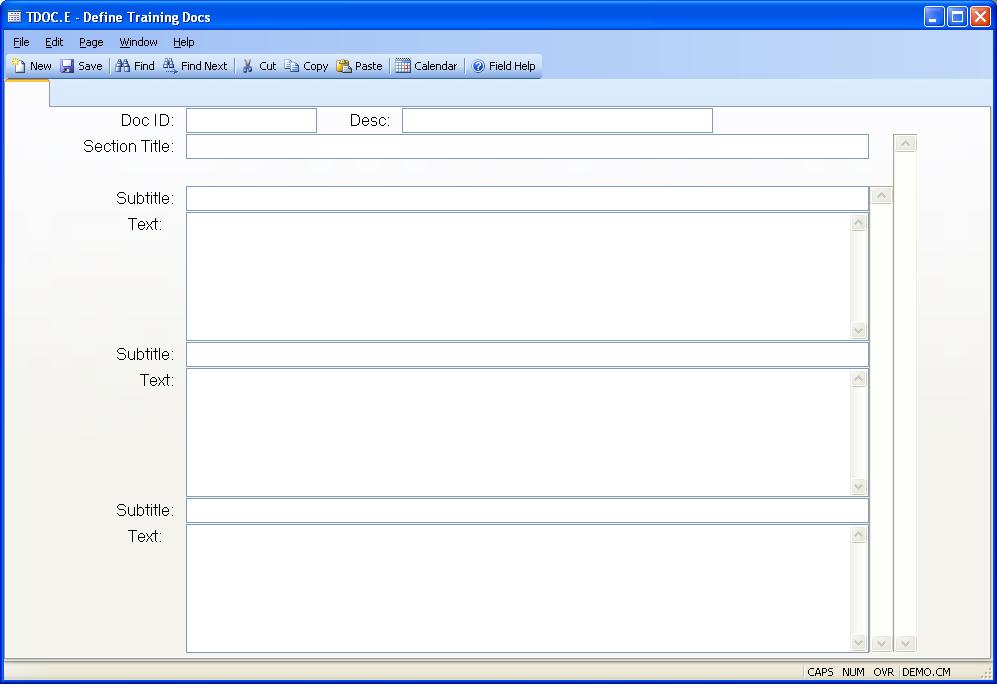 TDOC.E - Define Training Docs
File Edit Page Window Help
New Save Find Find Next Cut Copy Paste Calendar Field Help
Doc ID: Desc:
Section Title:
Subtitle:
Text:
Subtitle:
Text:
Subtitle:
Text:
CAPS NUM OVR DEMO.CM